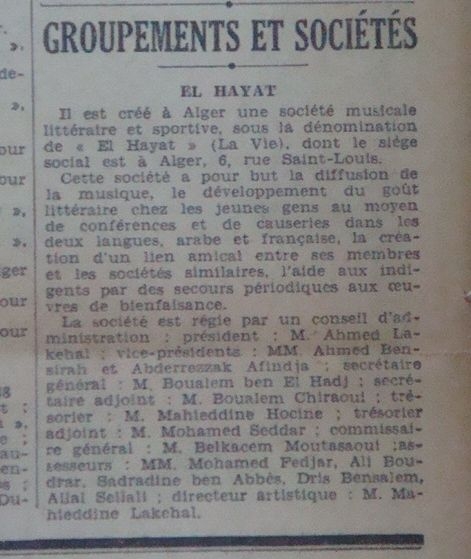 GROUPEMENTS ET SOCIÉTÉS
EL HAYAT
Il est créé à Alger une société musicale
littéraire et sportive, sous la dénomination
de « El Hayat » (La Vie), dont le siège
social est à Alger, 6, rue Saint-Louis.
Cette société a pour but la diffusion de
la musique, le développement du goût
littéraire chez les jeunes gens au moyen
de conférences et de causeries dans les
deux langues, arabe et française, la créa-
tion d'un lien amical entre ses membres
et les sociétés similaires, l'aide aux indi-
gents par des secours périodiques aux œu-
vres de bienfaisance.
La société est régie par un conseil d'ad-
ministration : président : M. Ahmed La-
kehal ; vice-présidents : MM. Ahmed Ben-
sirah et Abderrezzak Afindja ; secrétaire
général : M. Boualem ben El Hadj ; secré-
taire adjoint : M. Boualem Chiraoui ; tré-
sorier : M. Mahieddine Hocine ; trésorier
adjoint : M. Mohamed Seddar ; commissai-
re général : M. Belkacem Moutasaoui ;as-
sesseurs : MM. Mohamed Fedjar, Ali Bou-
drar, Sadradine ben Abbès, Dris Bensalem,
Allal Sellali ; directeur artistique : M. Ma-
hieddine Lakehal.